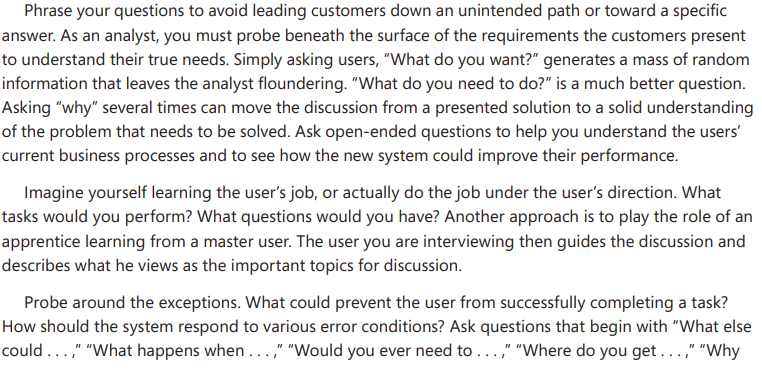 Phrase your questions to avoid leading customers down an unintended path or toward a specific
answer. As an analyst, you must probe beneath the surface of the requirements the customers present
to understand their true needs. Simply asking users, “What do you want?” generates a mass of random
information that leaves the analyst floundering. “What do you need to do?” is a much better question.
Asking “why” several times can move the discussion from a presented solution to a solid understanding
of the problem that needs to be solved. Ask open-ended questions to help you understand the users’
current business processes and to see how the new system could improve their performance.
Imagine yourself learning the user’s job, or actually do the job under the user’s direction. What
tasks would you perform? What questions would you have? Another approach is to play the role of an
apprentice learning from a master user. The user you are interviewing then guides the discussion and
describes what he views as the important topics for discussion.
Probe around the exceptions. What could prevent the user from successfully completing a task?
How should the system respond to various error conditions? Ask questions that begin with “What else
could . . . ,” “What happens when . . . ,” “Would you ever need to . . . ,” “Where do you get . . . ,” “Why